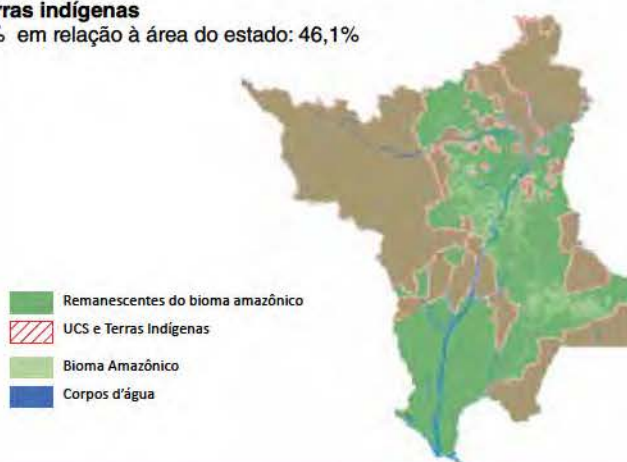 rras indígenas
% em relação à área do estado: 46,1%
Remanescentes do bioma amazônico
UCS e Terras Indígenas
Bioma Amazônico
Corpos d'água